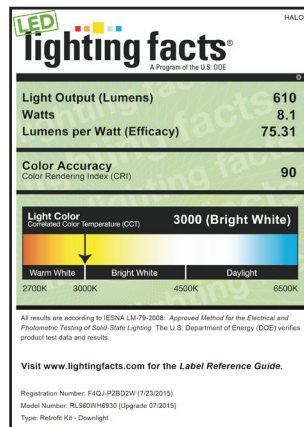 LED
HALO
lighting facts®
A Program of the U.S. DOE
Light Output (Lumens) 610
Watts 8.1
Lumens per Watt (Efficacy) 75.31
Color Accuracy
Color Rendering Index (CRI) 90
Light Color
Correlated Color Temperature (CCT) 3000 (Bright White)
Warm White Bright White Daylight
2700K 3000K 4500K 6500K
All results are according to IESNA LM-79-2008: Approved Method for the Electrical and
Photometric Testing of Solid-State Lighting. The U.S. Department of Energy (DOE) verifies
product test data and results.
Visit www.lightingfacts.com for the Label Reference Guide.
Registration Number: F4QJ-PZBD2W (7/23/2015)
Model Number: RL560WH6930 [Upgrade 07/2015]
Type: Retrofit Kit - Downlight